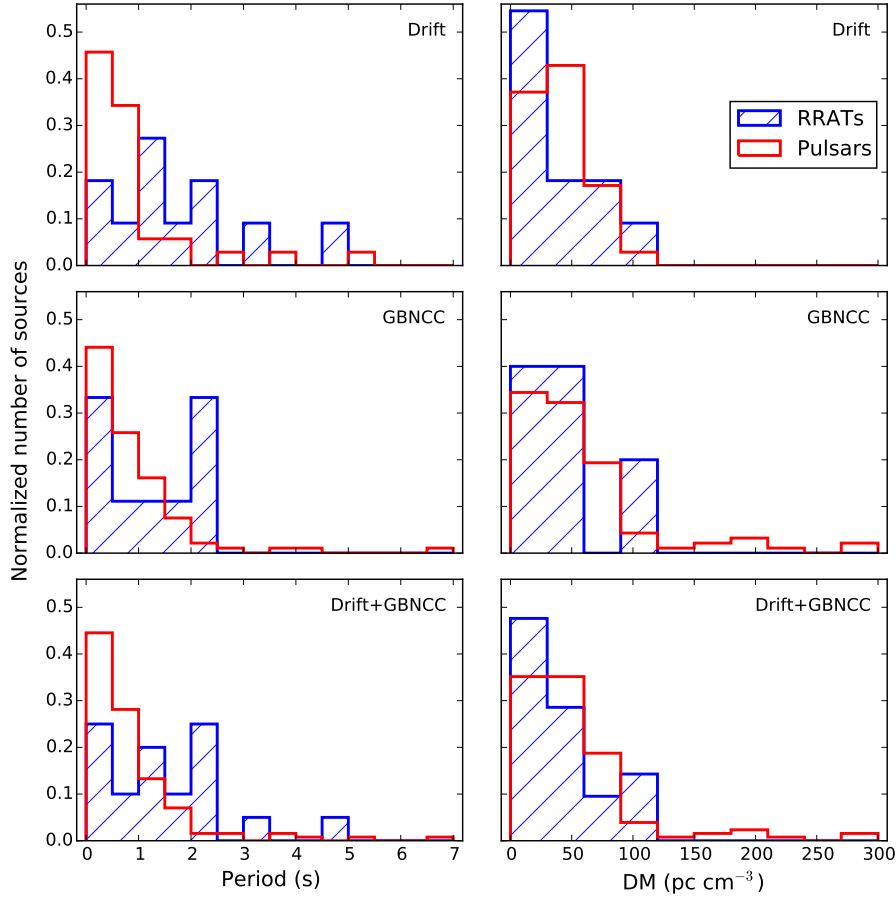 Normalized number of sources
0.5
0.4
0.3
0.2
0.1
0.0
Drift
Drift
RRATs
Pulsars
0.5
0.4
0.3
0.2
0.1
0.0
GBNCC
GBNCC
0.5
0.4
0.3
0.2
0.1
0.0
Drift+GBNCC
Drift+GBNCC
0 1 2 3 4 5 6 7
Period (s)
0 50 100 150 200 250 300
DM (pc cm⁻³)